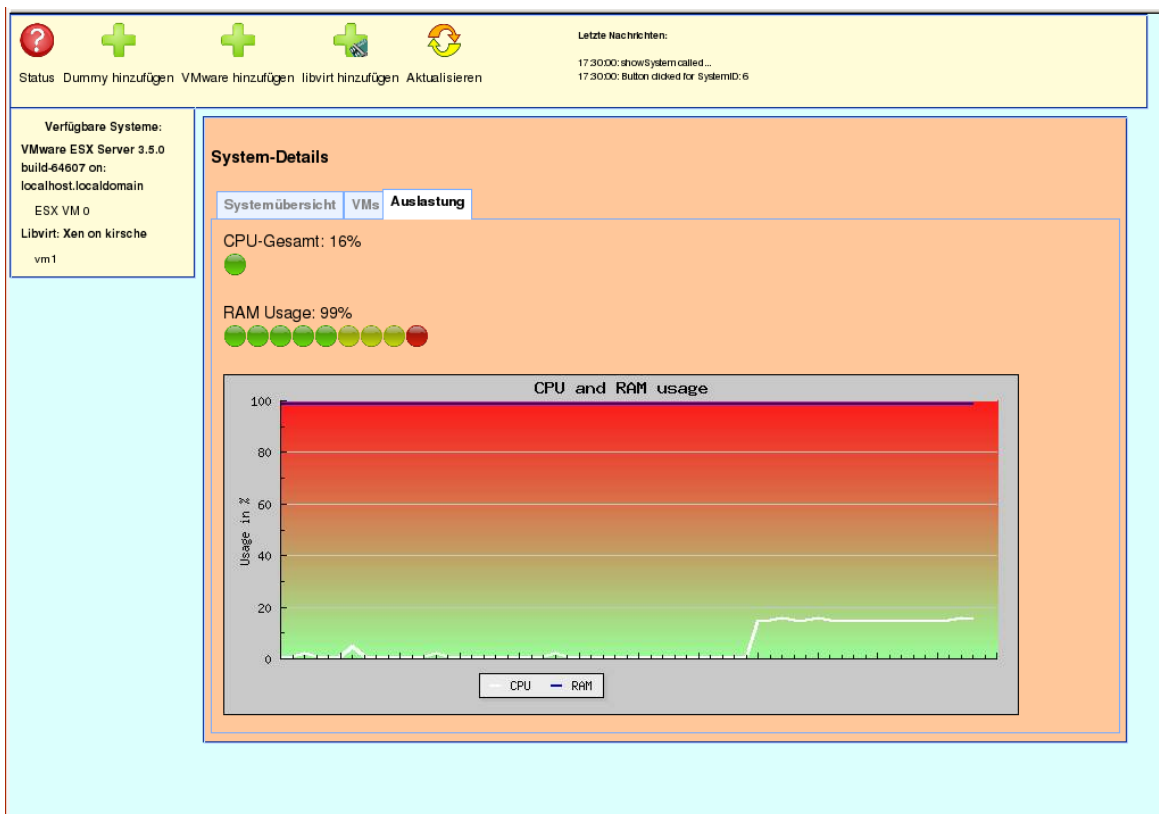 Status Dummy hinzufügen VMware hinzufügen libvirt hinzufügen Aktualisieren
Letzte Nachrichten:
17:30:00: showSystem called...
17:30:00: Button clicked for SystemID: 6
Verfügbare Systeme:
VMware ESX Server 3.5.0
build-64607 on:
localhost.localdomain
ESX VM 0
Libvirt: Xen on kirsche
vm1
System-Details
Systemübersicht VMs Auslastung
CPU-Gesamt: 16%
RAM Usage: 99%
CPU and RAM usage
100
80
60
40
20
0
Usage in %
CPU RAM